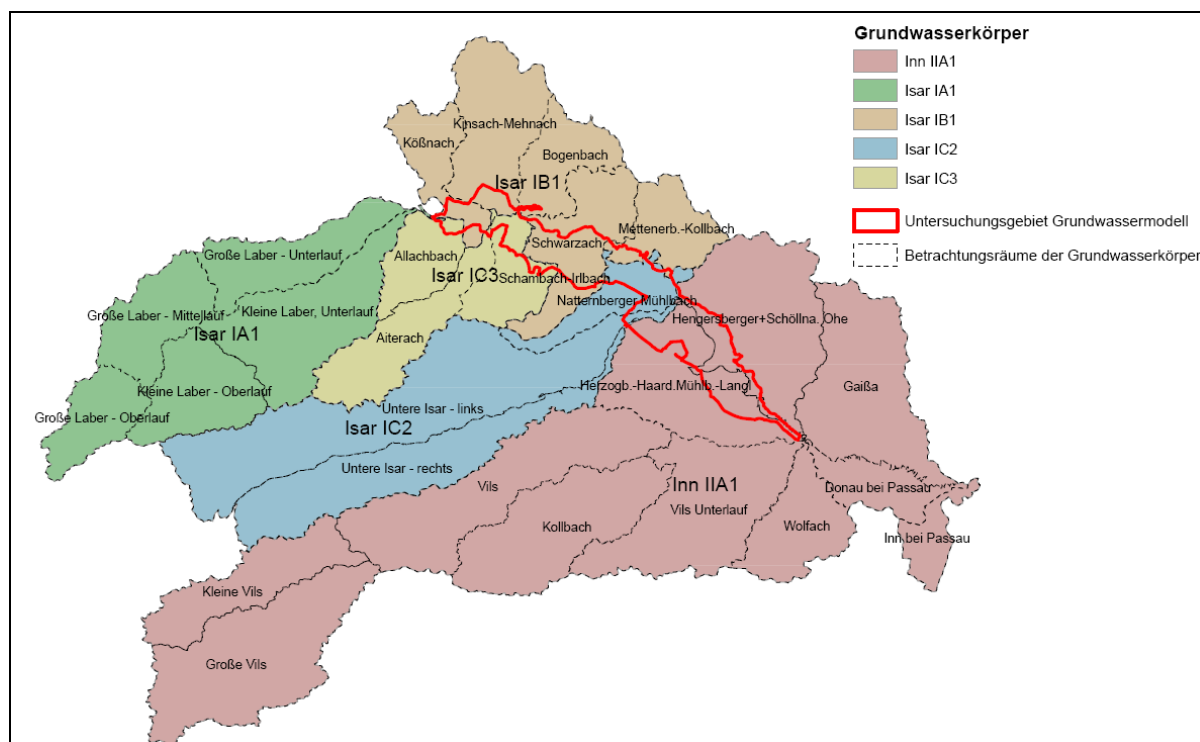 Grundwasserkörper
Inn IIA1
Isar IA1
Isar IB1
Isar IC2
Isar IC3
Untersuchungsgebiet Grundwassermodell
Betrachtungsräume der Grundwasserkörper
Kinsach-Mehnach
Kößnach
Bogenbach
Isar IB1
Mettenerb.-Kollbach
Schwarzach
Große Laber - Unterlauf
Allachbach
Isar IC3
Schambach Irlbach
Natternberger Mühlbach
Große Laber - Mittellauf
Kleine Laber, Unterlauf
Isar IA1
Hengersberger+Schöllna. Ohe
Aiterach
Kleine Laber - Oberlauf
Herzogb.-Haard.Mühlb.-Langl
Gaißa
Große Laber - Oberlauf
Untere Isar - links
Isar IC2
Untere Isar - rechts
Vils
Inn IIA1
Donau bei Passau
Kollbach
Vils Unterlauf
Wolfach
Inn bei Passau
Kleine Vils
Große Vils